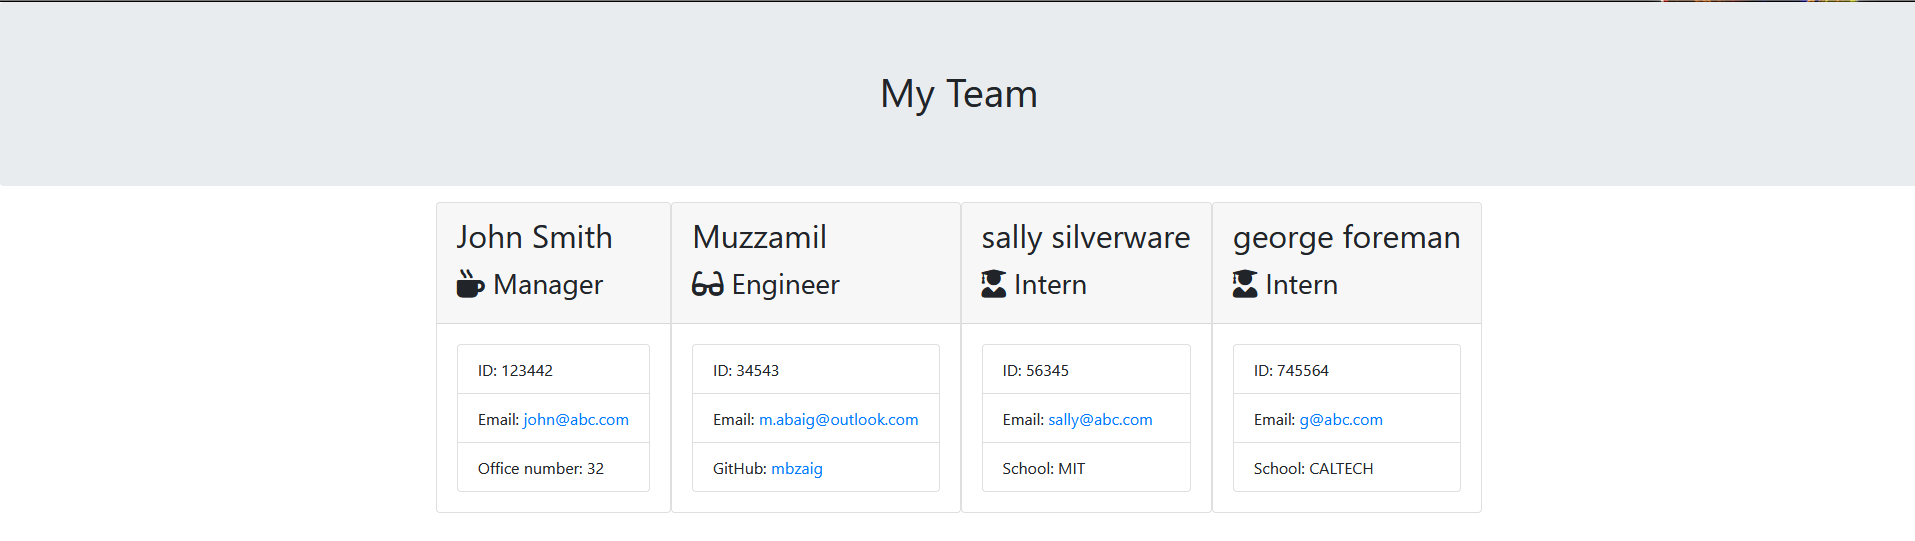 My Team
John Smith
Manager
ID: 123442
Email: john@abc.com
Office number: 32
Muzzamil
Engineer
ID: 34543
Email: m.abaig@outlook.com
GitHub: mbzaig
sally silverware
Intern
ID: 56345
Email: sally@abc.com
School: MIT
george foreman
Intern
ID: 745564
Email: g@abc.com
School: CALTECH